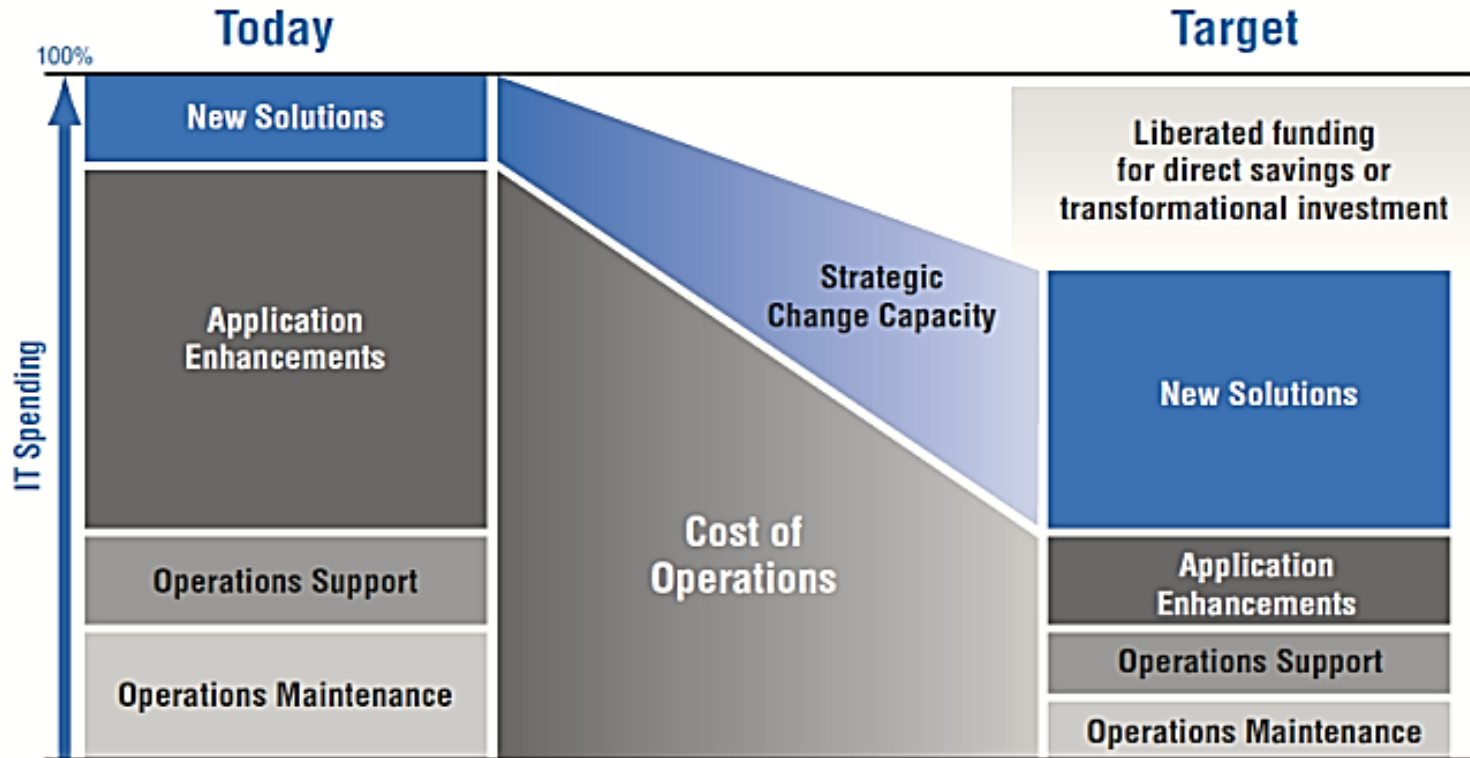 Today
Target
100%
IT Spending
New Solutions
Application
Enhancements
Operations Support
Operations Maintenance
Strategic
Change Capacity
Cost of
Operations
Liberated funding
for direct savings or
transformational investment
New Solutions
Application
Enhancements
Operations Support
Operations Maintenance